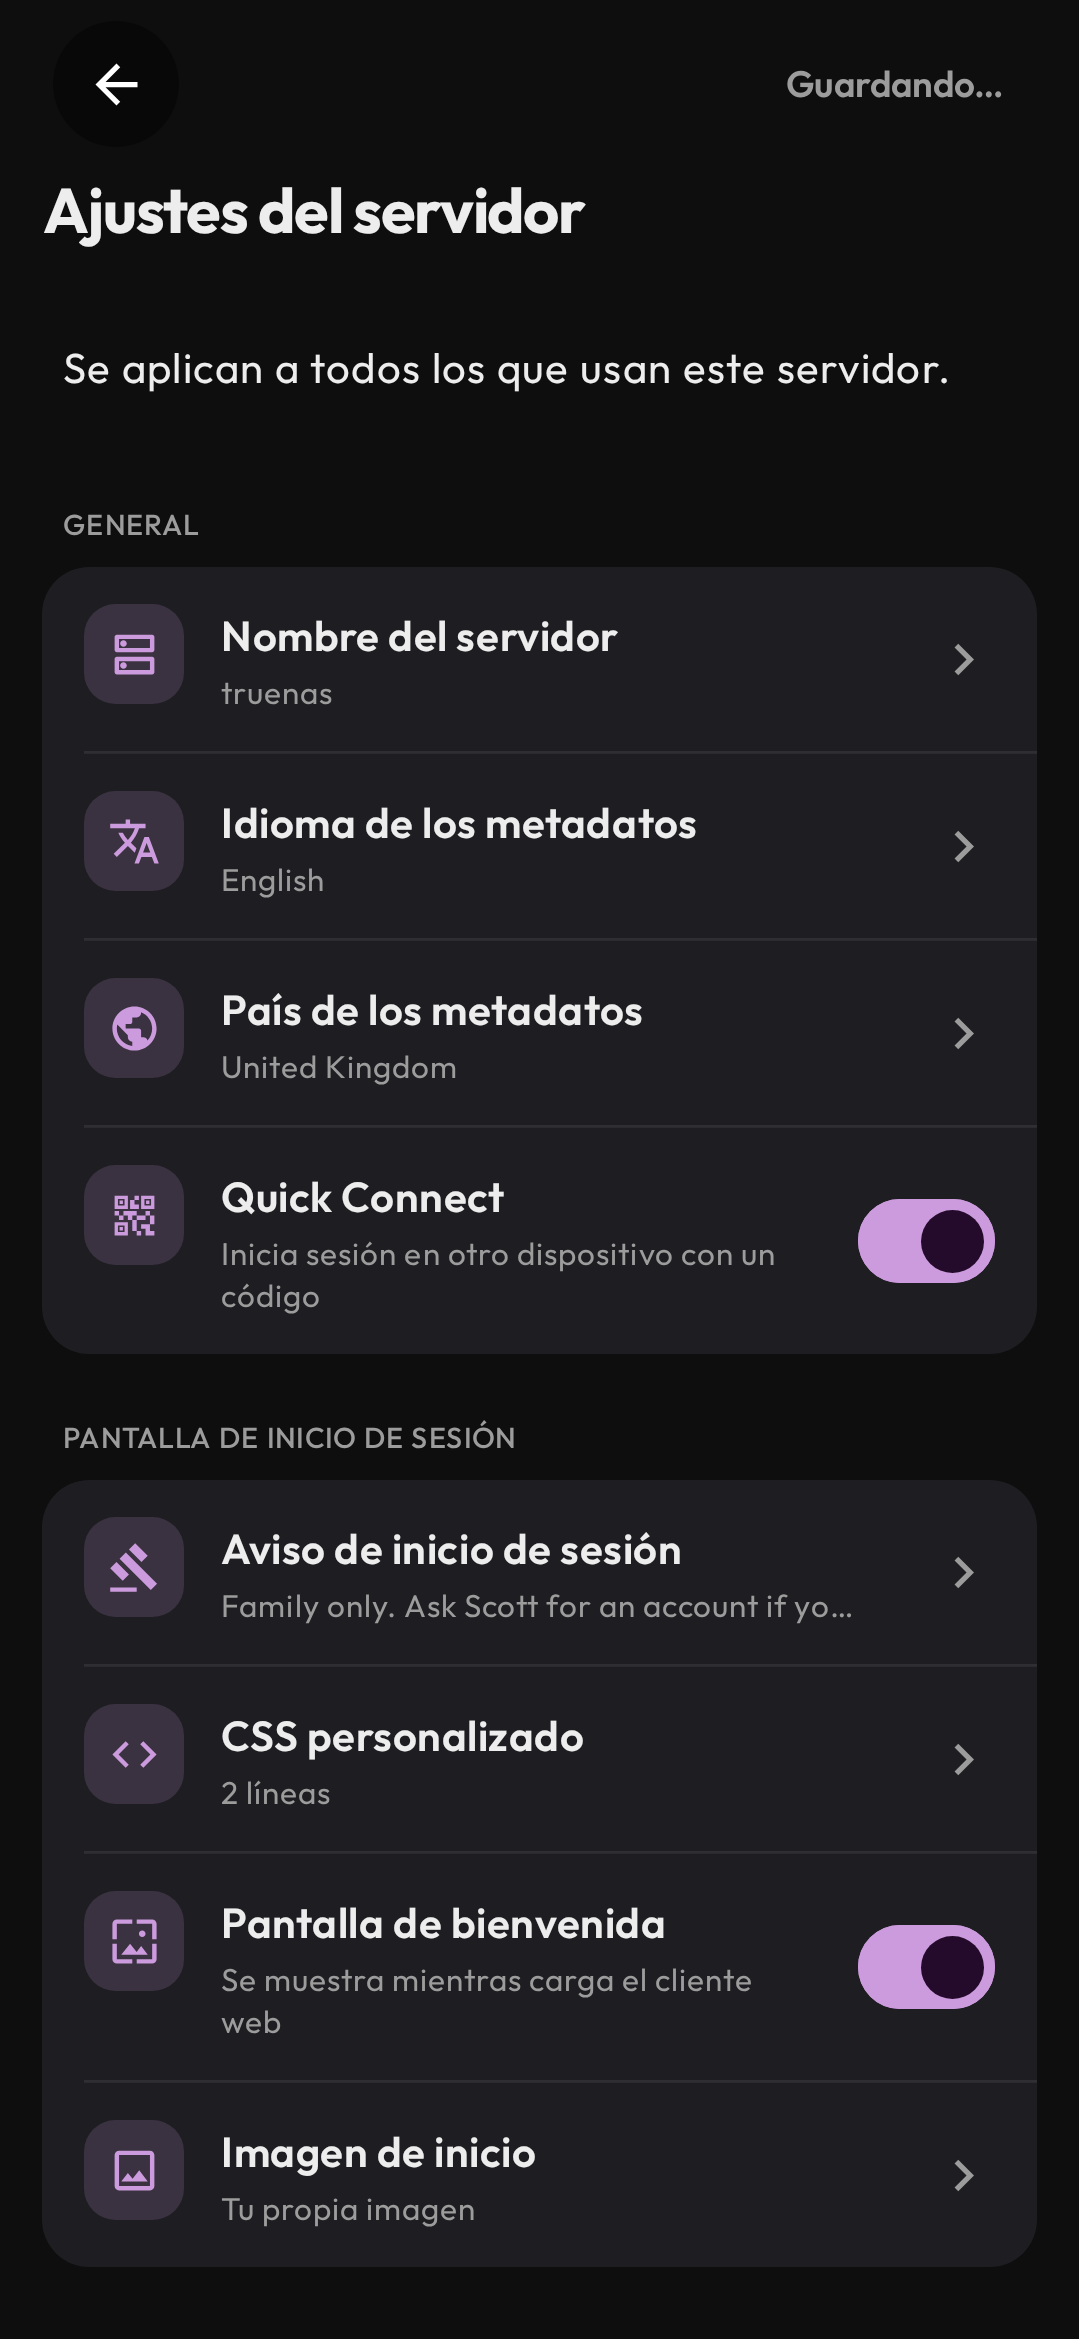 Guardando...
Ajustes del servidor
Se aplican a todos los que usan este servidor.
GENERAL
Nombre del servidor
truenas
Idioma de los metadatos
English
País de los metadatos
United Kingdom
Quick Connect
Inicia sesión en otro dispositivo con un
código
PANTALLA DE INICIO DE SESIÓN
Aviso de inicio de sesión
Family only. Ask Scott for an account if yo...
CSS personalizado
2 líneas
Pantalla de bienvenida
Se muestra mientras carga el cliente
web
Imagen de inicio
Tu propia imagen